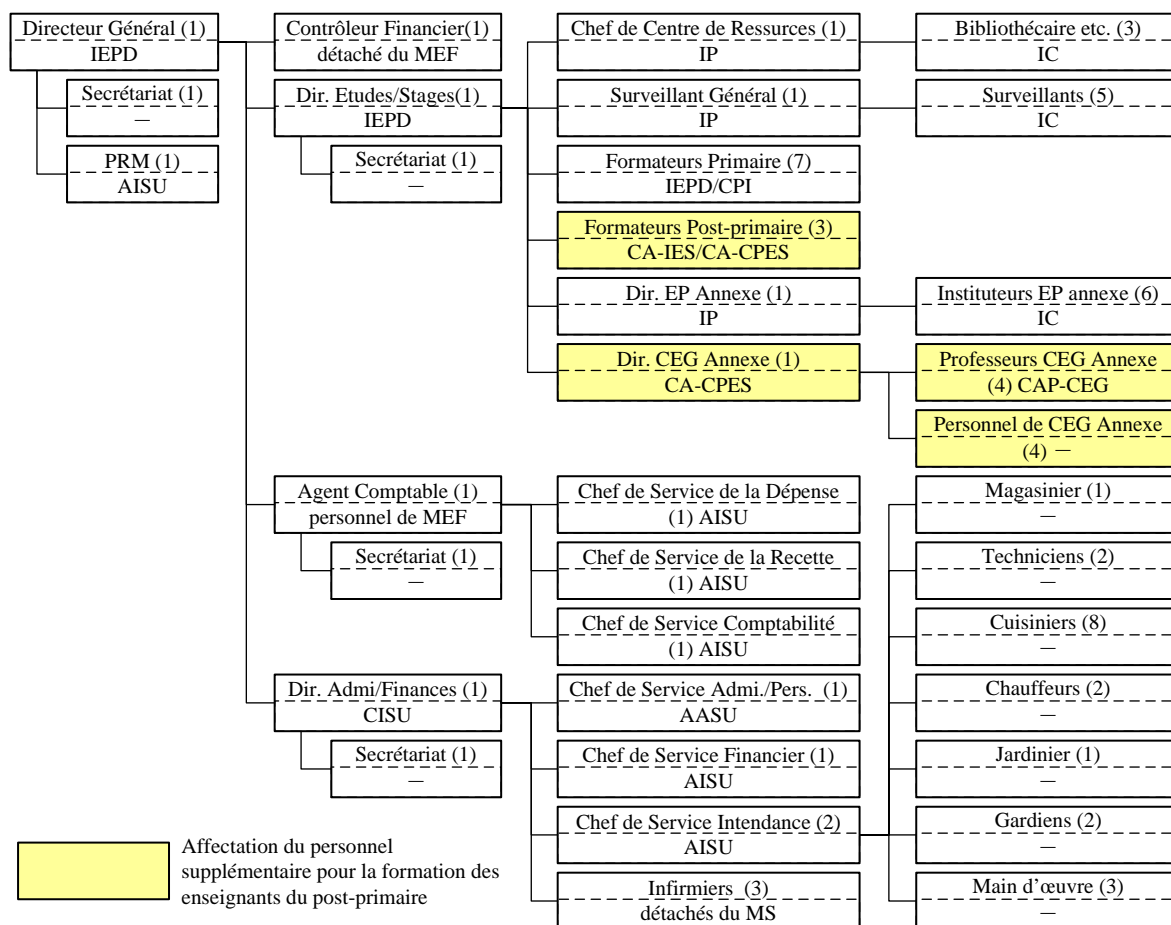 Directeur Général (1)
IEPD
Secrétariat (1)
—
PRM (1)
AISU
Contrôleur Financier(1)
détaché du MEF
Dir. Etudes/Stages(1)
IEPD
Secrétariat (1)
—
Chef de Centre de Ressurces (1)
IP
Bibliothécaire etc. (3)
IC
Surveillant Général (1)
IP
Surveillants (5)
IC
Formateurs Primaire (7)
IEPD/CPI
Formateurs Post-primaire (3)
CA-IES/CA-CPES
Dir. EP Annexe (1)
IP
Instituteurs EP annexe (6)
IC
Dir. CEG Annexe (1)
CA-CPES
Professeurs CEG Annexe
(4) CAP-CEG
Personnel de CEG Annexe
(4) —
Agent Comptable (1)
personnel de MEF
Secrétariat (1)
—
Chef de Service de la Dépense
(1) AISU
Chef de Service de la Recette
(1) AISU
Chef de Service Comptabilité
(1) AISU
Dir. Admi/Finances (1)
CISU
Secrétariat (1)
—
Chef de Service Admi./Pers. (1)
AASU
Chef de Service Financier (1)
AISU
Chef de Service Intendance (2)
AISU
Infirmiers (3)
détachés du MS
Magasinier (1)
—
Techniciens (2)
—
Cuisiniers (8)
—
Chauffeurs (2)
—
Jardinier (1)
—
Gardiens (2)
—
Main d'œuvre (3)
—
Affectation du personnel
supplémentaire pour la formation des
enseignants du post-primaire